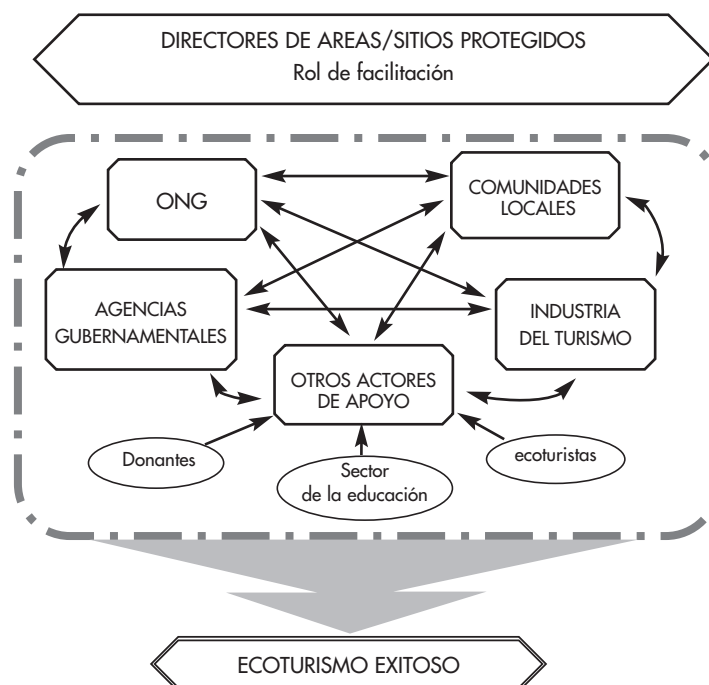 DIRECTORES DE AREAS/SITIOS PROTEGIDOS
Rol de facilitación
ONG
COMUNIDADES
LOCALES
AGENCIAS
GUBERNAMENTALES
INDUSTRIA
DEL TURISMO
OTROS ACTORES
DE APOYO
Donantes
Sector
de la educación
ecoturistas
ECOTURISMO EXITOSO